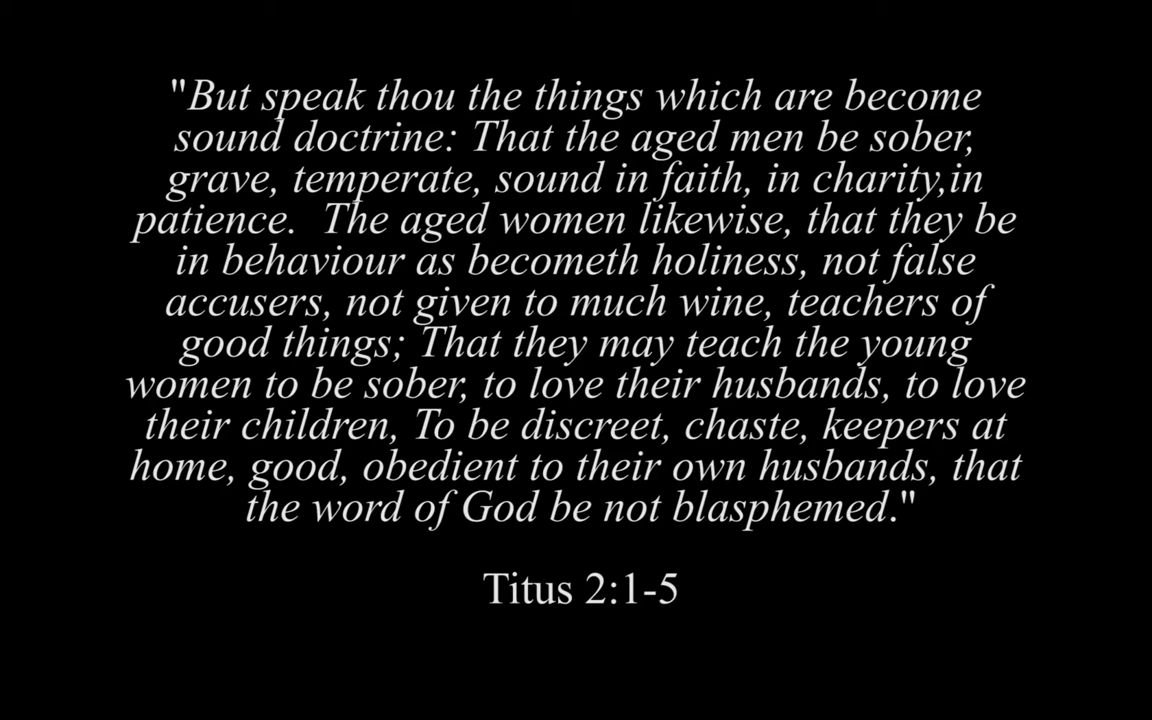 "But speak thou the things which are become
sound doctrine: That the aged men be sober,
grave, temperate, sound in faith, in charity,in
patience.  The aged women likewise, that they be
in behaviour as becometh holiness, not false
accusers, not given to much wine, teachers of
good things; That they may teach the young
women to be sober, to love their husbands, to love
their children, To be discreet, chaste, keepers at
home, good, obedient to their own husbands, that
the word of God be not blasphemed."
Titus 2:1-5